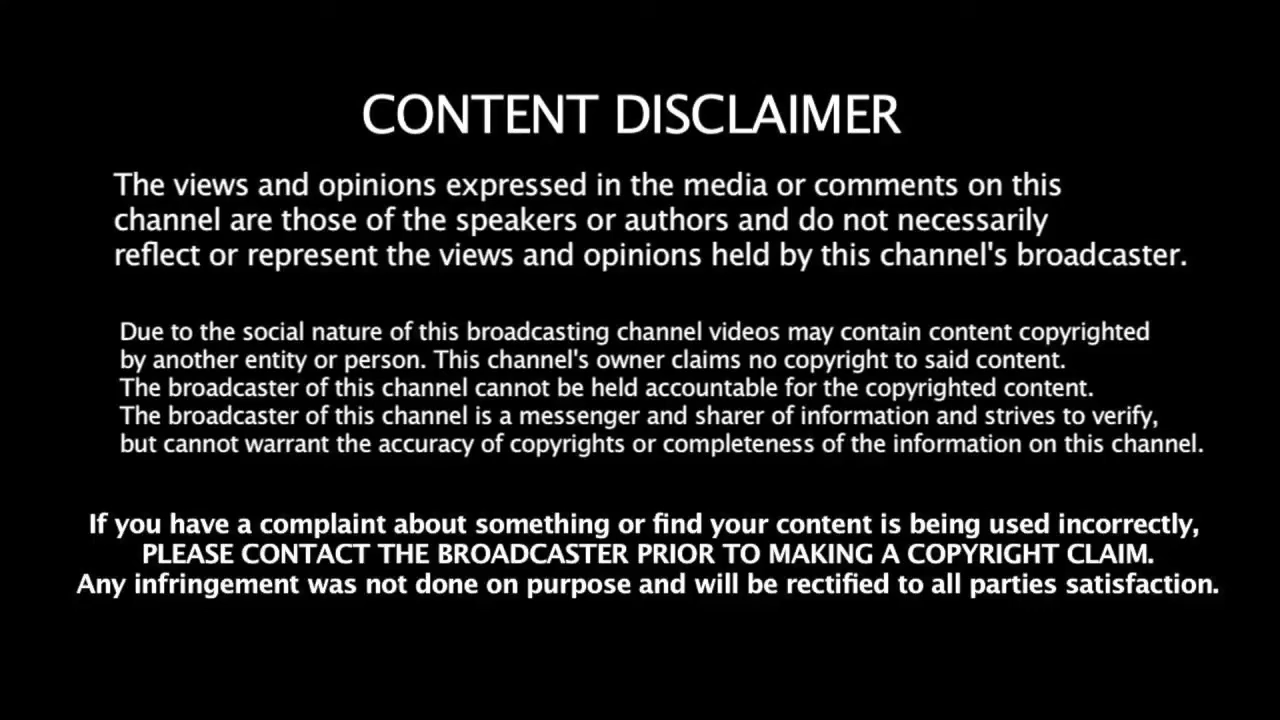 CONTENT DISCLAIMER
The views and opinions expressed in the media or comments on this
channel are those of the speakers or authors and do not necessarily
reflect or represent the views and opinions held by this channel's broadcaster.
Due to the social nature of this broadcasting channel videos may contain content copyrighted
by another entity or person. This channel's owner claims no copyright to said content.
The broadcaster of this channel cannot be held accountable for the copyrighted content.
The broadcaster of this channel is a messenger and sharer of information and strives to verify,
but cannot warrant the accuracy of copyrights or completeness of the information on this channel.
If you have a complaint about something or find your content is being used incorrectly,
PLEASE CONTACT THE BROADCASTER PRIOR TO MAKING A COPYRIGHT CLAIM.
Any infringement was not done on purpose and will be rectified to all parties satisfaction.